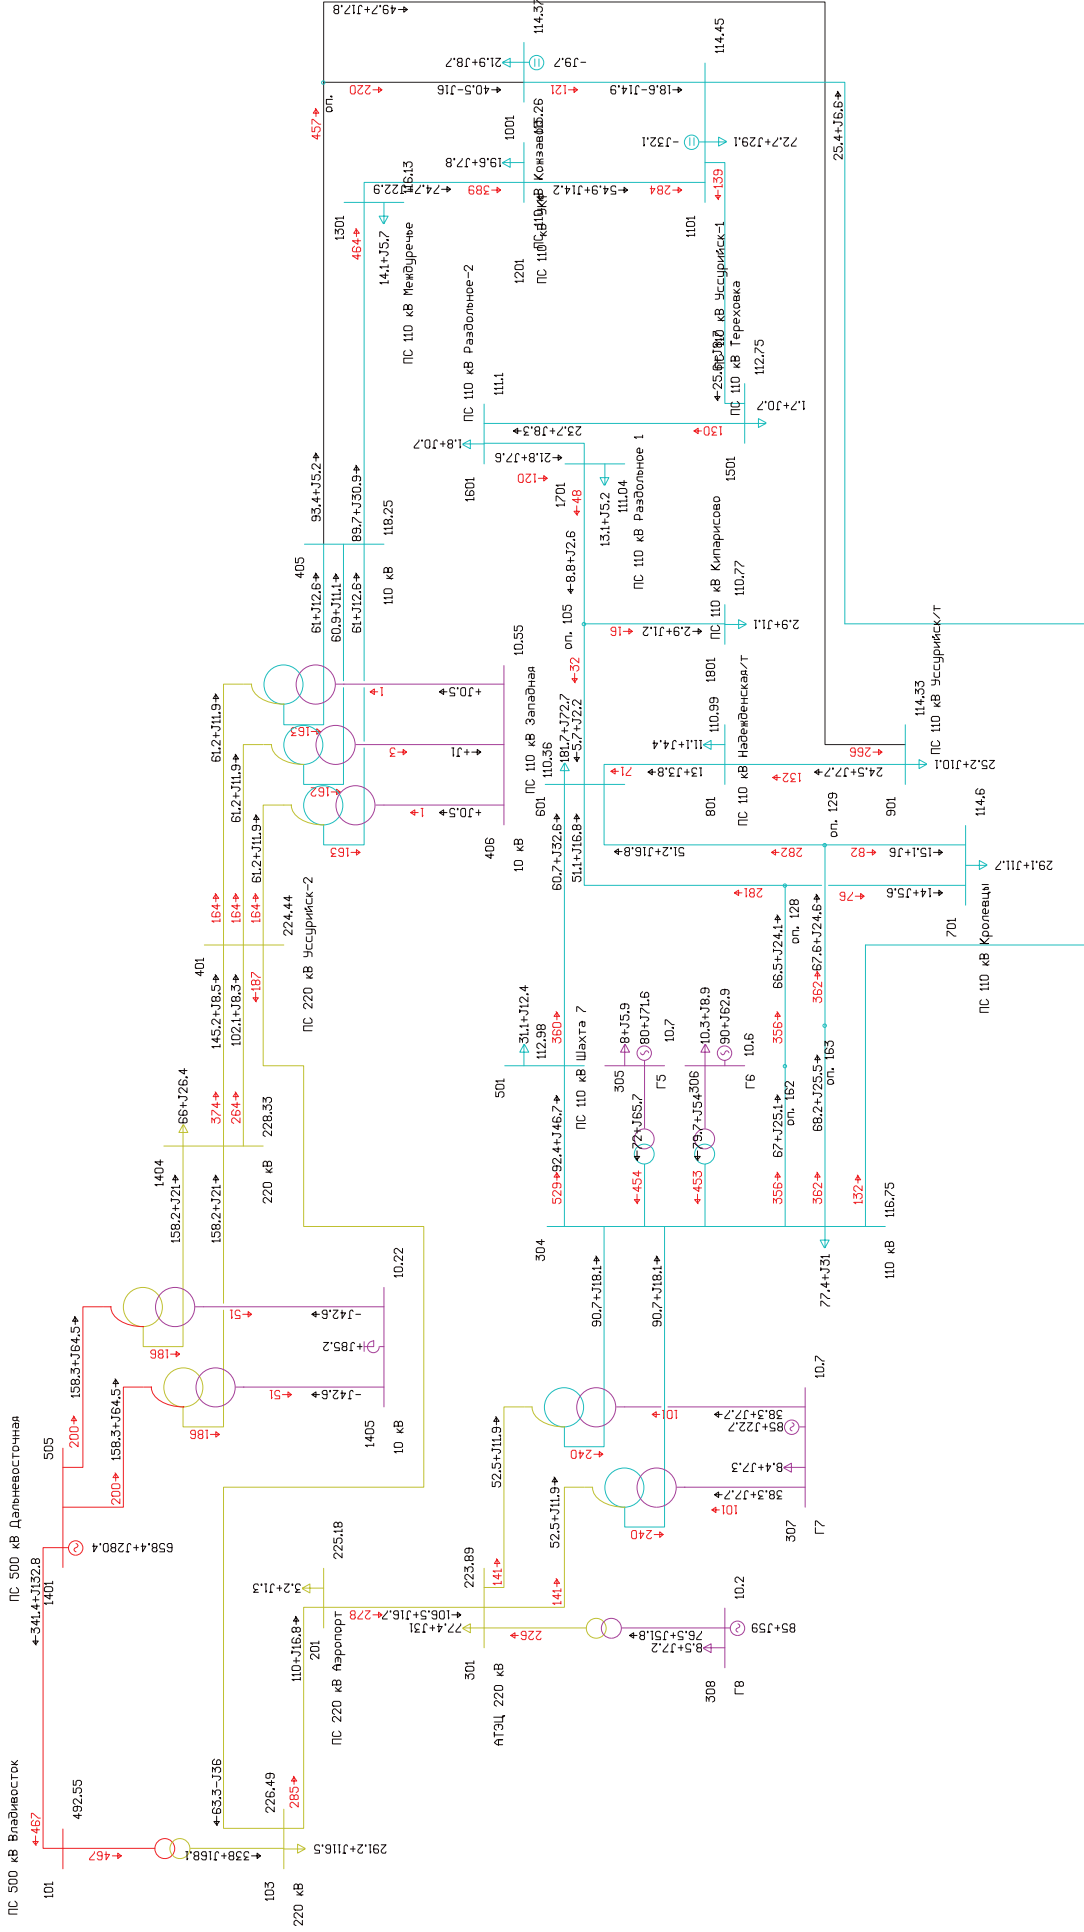 ПС 500 кВ Владивосток
492.55
101
←467
467→
338+J168.1→
ПС 500 кВ Дальневосточная
505
1401
←341.4+J132.8
658.4+J280.4
200→
158.3+J64.5→
200→
158.3+J64.5→
186→
186→
51→
51→
-J42.6→
-J42.6→
+J85.2
10.22
1405
10 кВ
103
220 кВ
226.49
291.2+J116.5
←63.3-J36
285→
110+J16.8→
201
ПС 220 кВ Аэропорт
225.18
3.2+J1.3
278→
106.5+J16.7→
301
АТЭЦ 220 кВ
223.89
77.4+J31
226→
76.5+J51.8→
8.5+J7.2
85+J59
10.2
308
Г8
141→
52.5+J11.9→
141→
52.5+J11.9→
240→
240→
101→
101→
38.3+J7.7→
38.3+J7.7→
85+J22.7
8.4+J7.3
10.7
307
Г7
90.7+J18.1→
90.7+J18.1→
1404
220 кВ
228.33
158.2+J21→
158.2+J21→
66+J26.4
374→
264→
145.2+J8.5→
102.1+J8.3→
←187
401
ПС 220 кВ Уссурийск-2
224.44
164→
164→
164→
61.2+J11.9→
61.2+J11.9→
61.2+J11.9→
163→
162→
163→
1→
3→
1→
+J0.5→
+J1→
+J0.5→
10.55
406
10 кВ
61+J12.6→
60.9+J11.1→
61+J12.6→
405
110 кВ
118.25
93.4+J5.2→
89.7+J30.9→
457→
464→
оп.
49.7+J17.8→
220→
40.5-J16→
1001
ПС 110 кВ Кожзавод
114.37
21.9+J8.7
-J9.7
121→
18.6-J14.9→
114.45
1101
ПС 110 кВ Уссурийск-1
-J32.1
72.7+J29.1
1301
ПС 110 кВ Междуречье
116.13
14.1+J5.7
74.7+J22.9→
389→
1201
19.6+J7.8
54.9+J14.2→
284→
←139
25.4+J6.6→
1501
ПС 110 кВ Тереховка
112.75
1.7+J0.7
130→
23.7+J8.3→
1601
ПС 110 кВ Раздольное-2
111.1
1.8+J0.7
21.8+J7.6→
120→
1701
ПС 110 кВ Раздольное 1
111.04
13.1+J5.2
←48
←8.8+J2.6
оп. 105
16→
2.9+J1.2→
1801
ПС 110 кВ Кипарисово
110.77
2.9+J1.1
←32
←5.7+J2.2
601
ПС 110 кВ Западная
110.36
181.7+J72.7
60.7+J32.6→
51.1+J16.8→
71→
13+J3.8→
801
ПС 110 кВ Надежденская/т
110.99
11.1+J4.4
132→
24.5+J7.7→
901
ПС 110 кВ Уссурийск/т
114.33
25.2+J10.1
266→
51.2+J16.8→
282→
оп. 129
82→
15.1+J6→
281→
оп. 128
76→
14+J5.6→
701
ПС 110 кВ Кролевцы
114.6
29.1+J11.7
501
ПС 110 кВ Шахта 7
112.98
31.1+J12.4
360→
529→
92.4+J46.7→
305
Г5
10.7
8+J5.9
80+J71.6
←454
←72+J65.7
306
Г6
10.6
10.3+J8.9
90+J62.9
←453
←79.7+J54
356→
67+J25.1→
оп. 162
356→
66.5+J24.1→
362→
68.2+J25.5→
оп. 163
362→
67.6+J24.6→
132→
304
110 кВ
116.75
77.4+J31